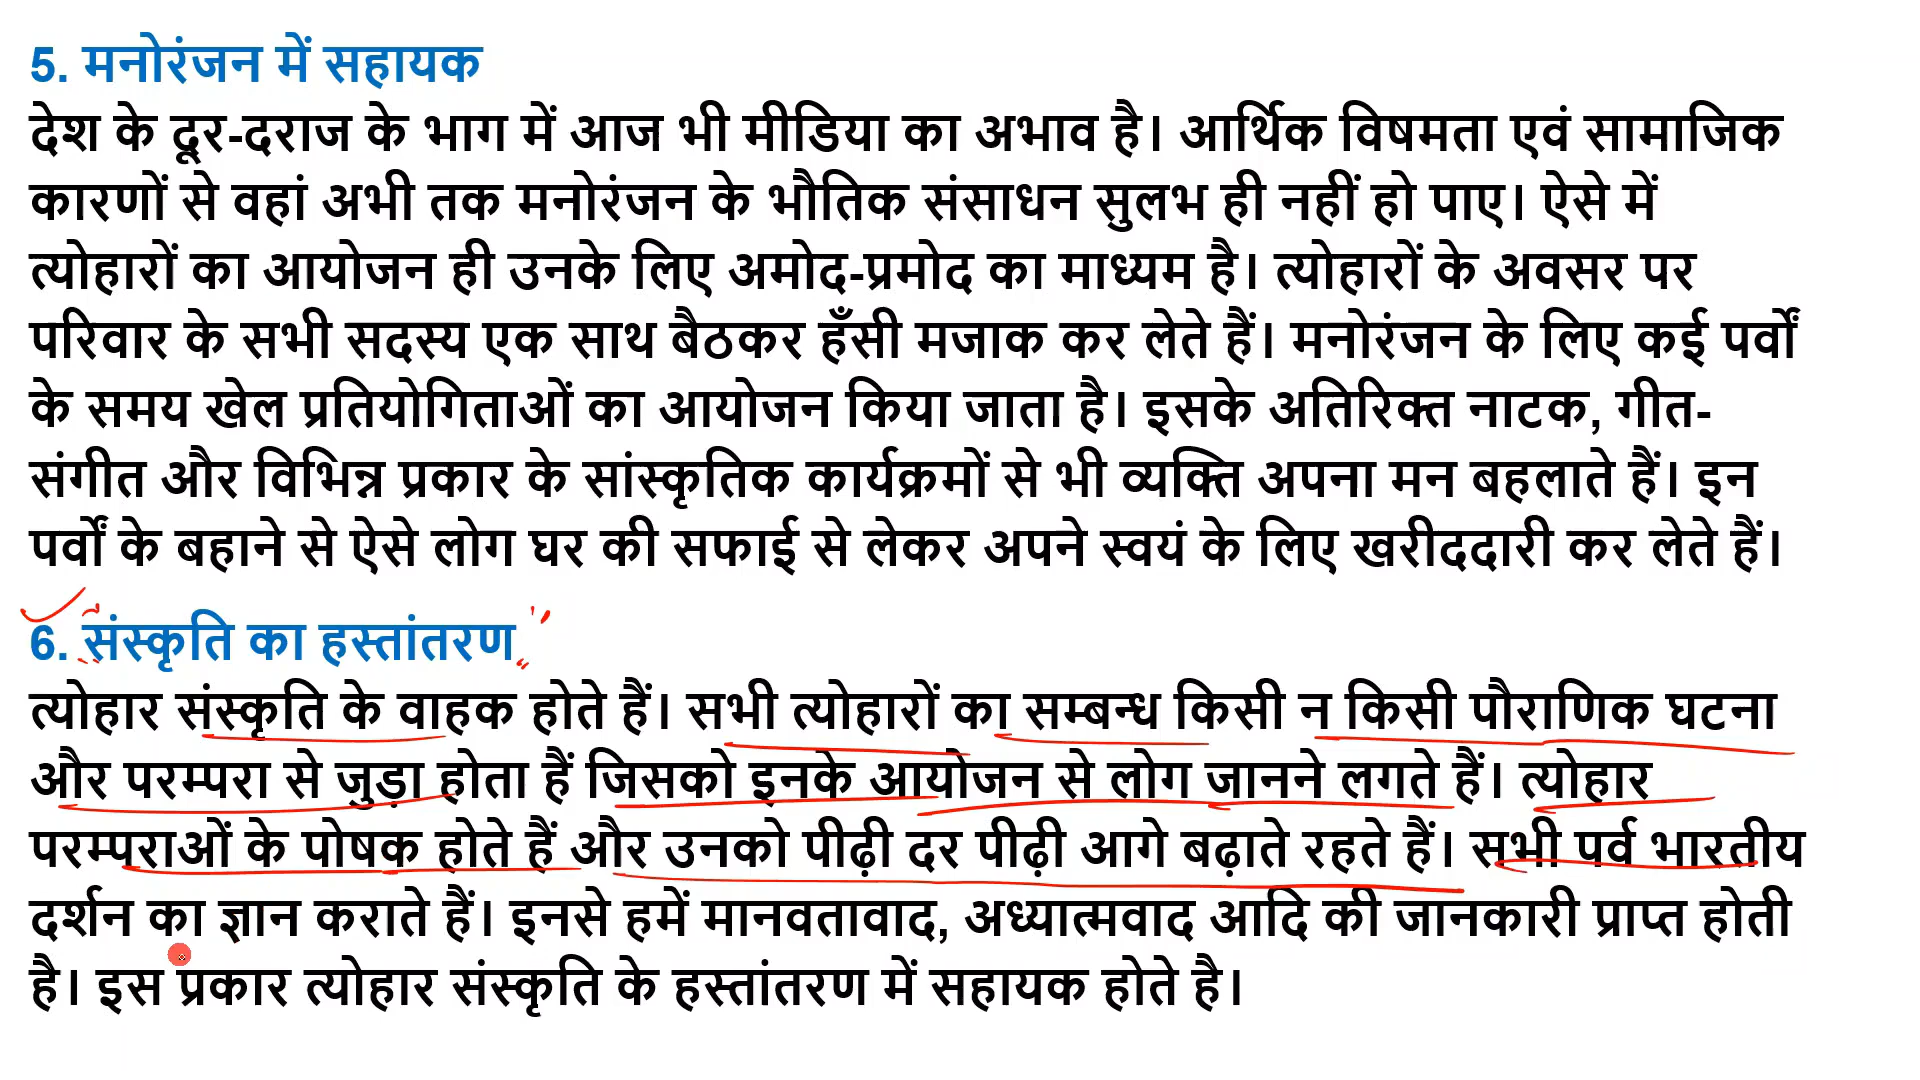 5. मनोरंजन में सहायक
देश के दूर-दराज के भाग में आज भी मीडिया का अभाव है। आर्थिक विषमता एवं सामाजिक
कारणों से वहां अभी तक मनोरंजन के भौतिक संसाधन सुलभ ही नहीं हो पाए। ऐसे में
त्योहारों का आयोजन ही उनके लिए अमोद-प्रमोद का माध्यम है। त्योहारों के अवसर पर
परिवार के सभी सदस्य एक साथ बैठकर हँसी मजाक कर लेते हैं। मनोरंजन के लिए कई पर्वों
के समय खेल प्रतियोगिताओं का आयोजन किया जाता है। इसके अतिरिक्त नाटक, गीत-
संगीत और विभिन्न प्रकार के सांस्कृतिक कार्यक्रमों से भी व्यक्ति अपना मन बहलाते हैं। इन
पर्वों के बहाने से ऐसे लोग घर की सफाई से लेकर अपने स्वयं के लिए खरीददारी कर लेते हैं।
6. संस्कृति का हस्तांतरण
त्योहार संस्कृति के वाहक होते हैं। सभी त्योहारों का सम्बन्ध किसी न किसी पौराणिक घटना
और परम्परा से जुड़ा होता हैं जिसको इनके आयोजन से लोग जानने लगते हैं। त्योहार
परम्पराओं के पोषक होते हैं और उनको पीढ़ी दर पीढ़ी आगे बढ़ाते रहते हैं। सभी पर्व भारतीय
दर्शन का ज्ञान कराते हैं। इनसे हमें मानवतावाद, अध्यात्मवाद आदि की जानकारी प्राप्त होती
है। इस प्रकार त्योहार संस्कृति के हस्तांतरण में सहायक होते है।